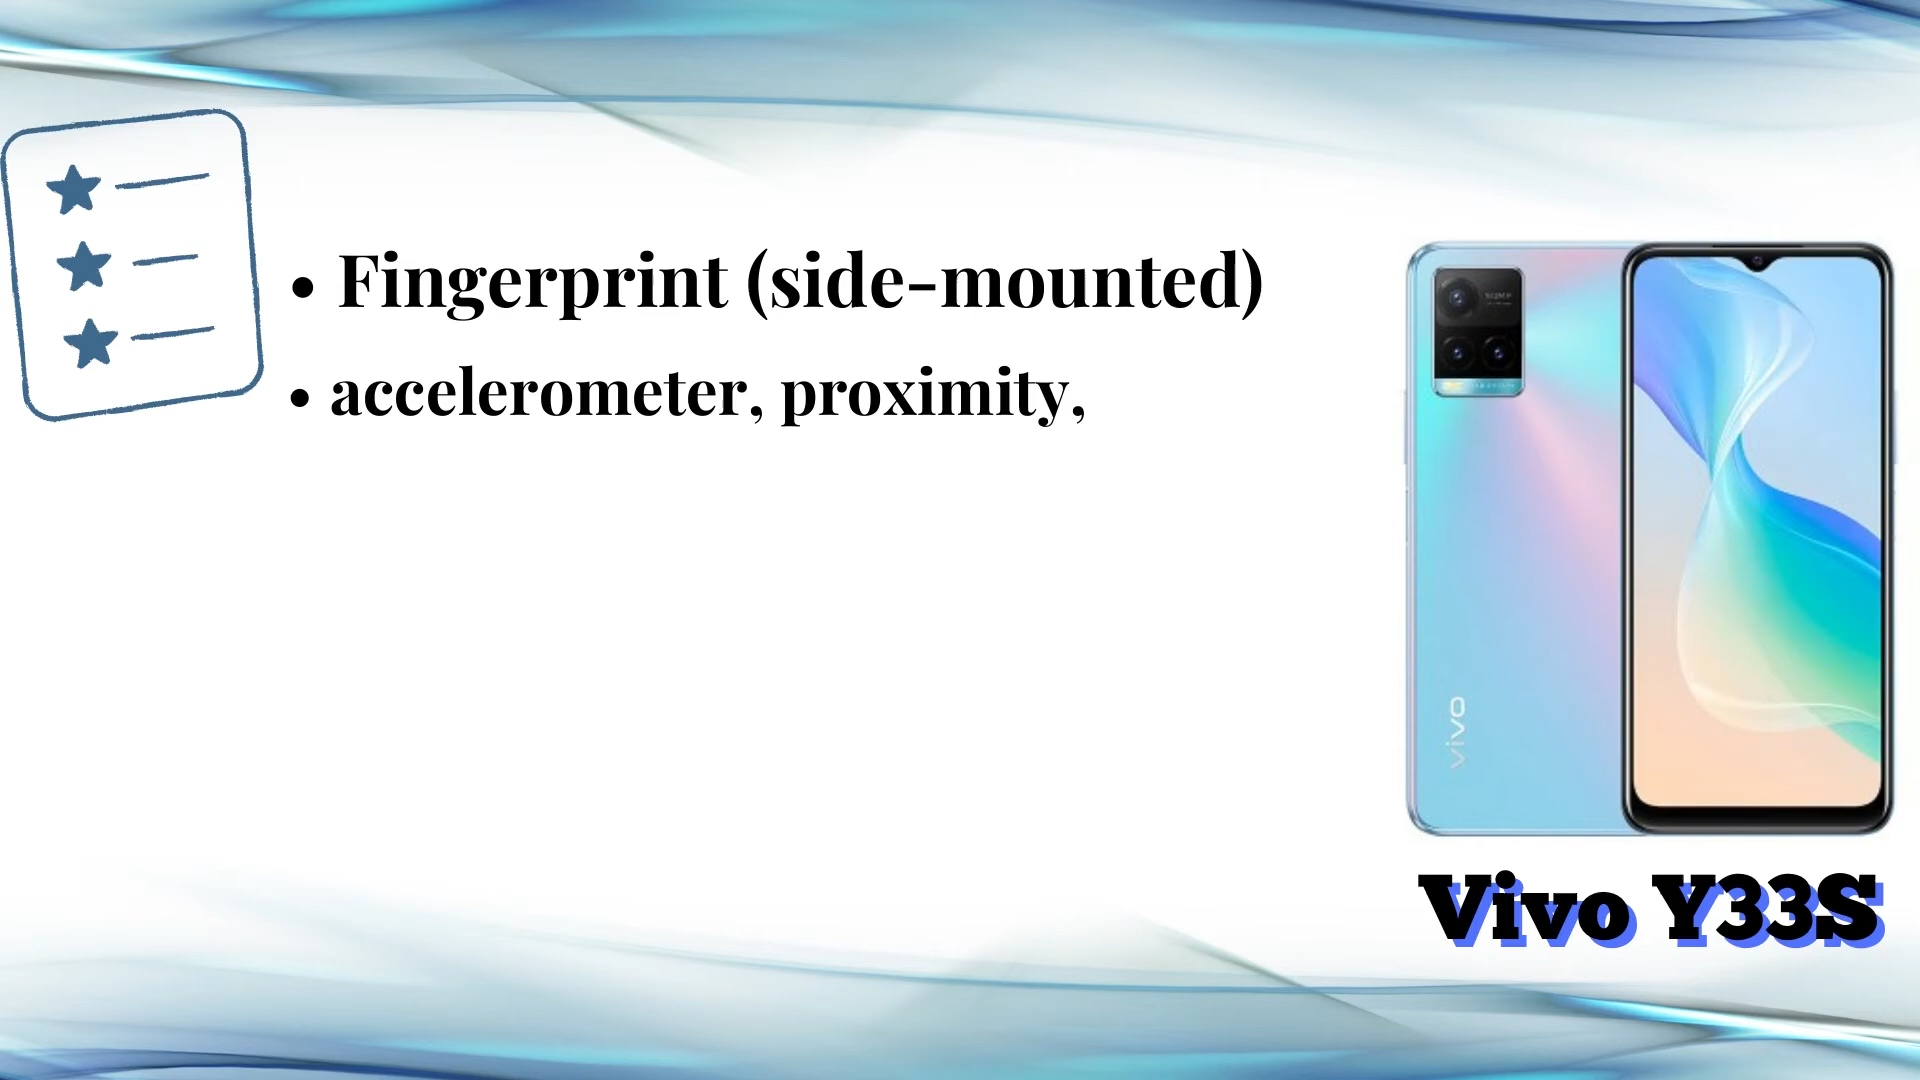 • Fingerprint (side-mounted)
• accelerometer, proximity,
vivo
Vivo Y33S